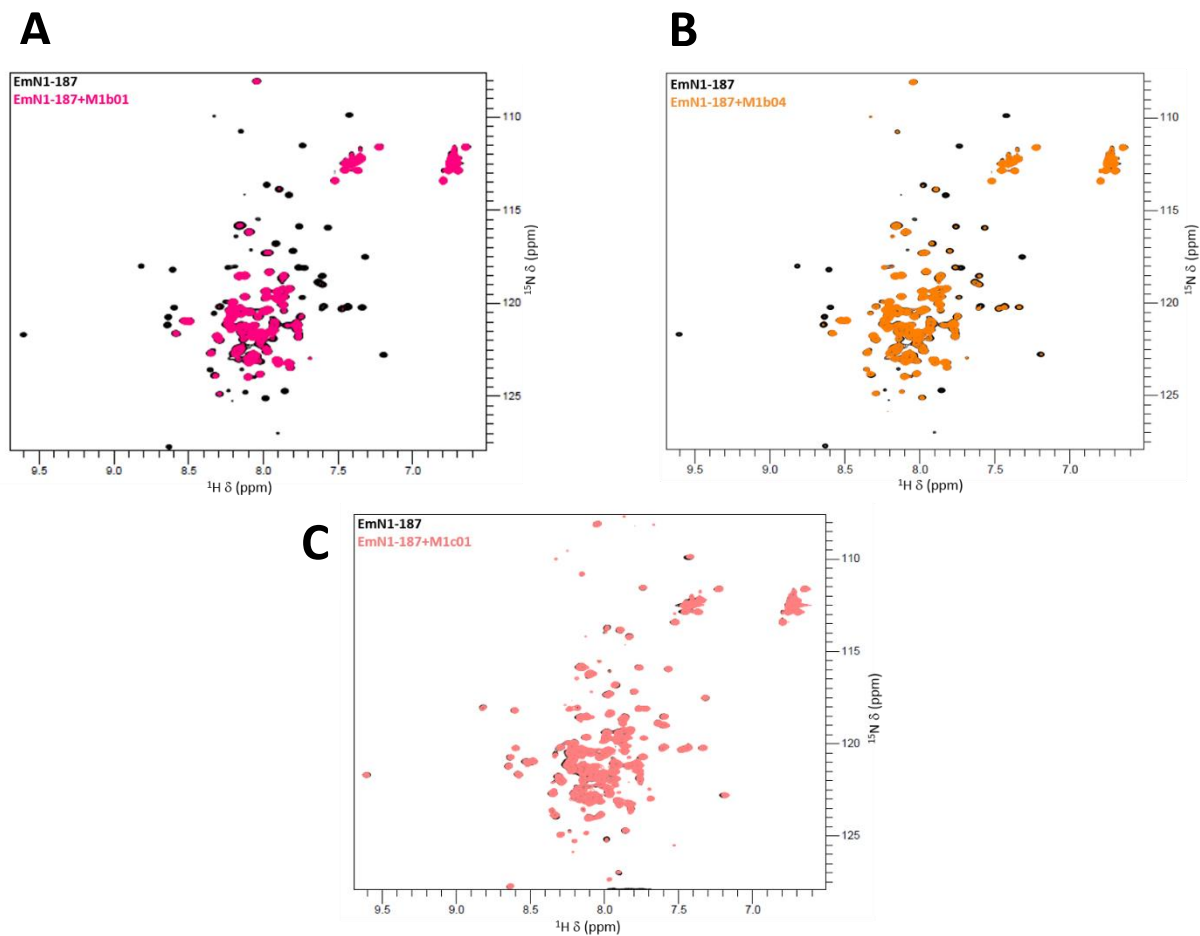 A
EmN1-187
EmN1-187+M1b01
110
115
120
125
¹⁵N δ (ppm)
9.5 9.0 8.5 8.0 7.5 7.0
¹H δ (ppm)
B
EmN1-187
EmN1-187+M1b04
110
115
120
125
¹⁵N δ (ppm)
9.5 9.0 8.5 8.0 7.5 7.0
¹H δ (ppm)
C
EmN1-187
EmN1-187+M1c01
110
115
120
125
¹⁵N δ (ppm)
9.5 9.0 8.5 8.0 7.5 7.0
¹H δ (ppm)